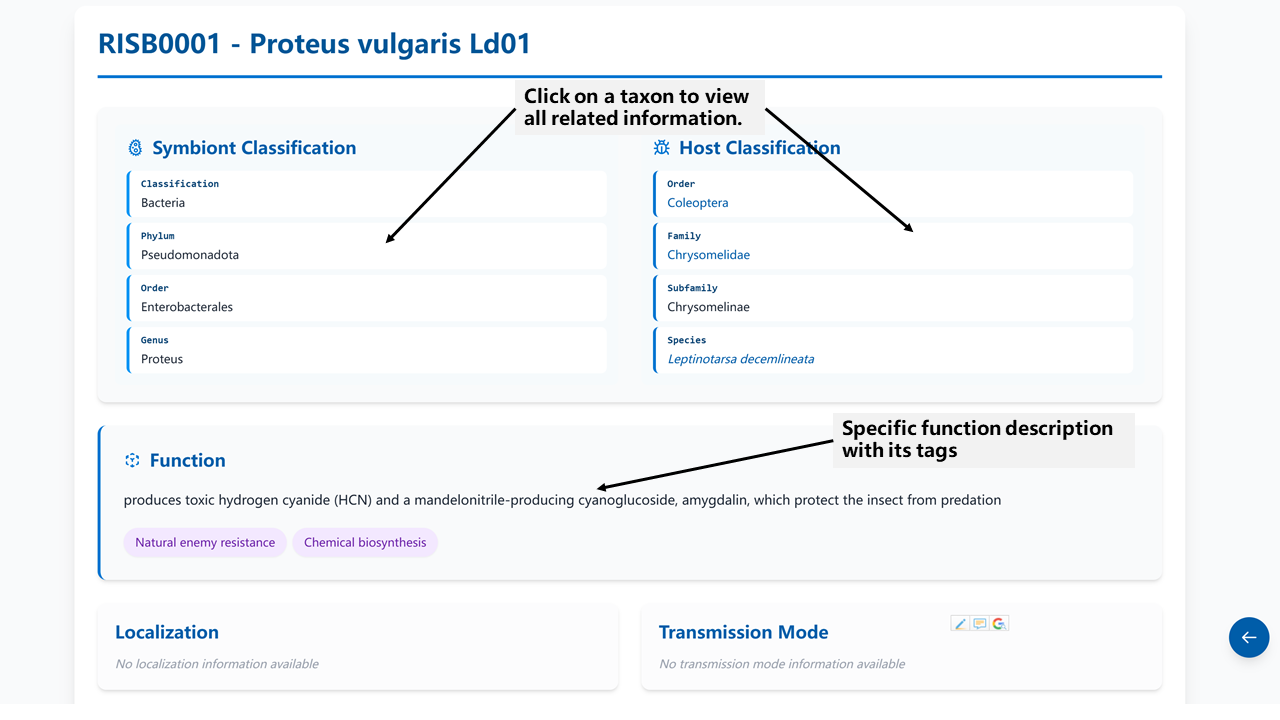 RISB0001 - Proteus vulgaris Ld01
Click on a taxon to view
all related information.
Symbiont Classification
Classification
Bacteria
Phylum
Pseudomonadota
Order
Enterobacterales
Genus
Proteus
Host Classification
Order
Coleoptera
Family
Chrysomelidae
Subfamily
Chrysomelinae
Species
Leptinotarsa decemlineata
Specific function description
with its tags
Function
produces toxic hydrogen cyanide (HCN) and a mandelonitrile-producing cyanoglucoside, amygdalin, which protect the insect from predation
Natural enemy resistance
Chemical biosynthesis
Localization
No localization information available
Transmission Mode
No transmission mode information available